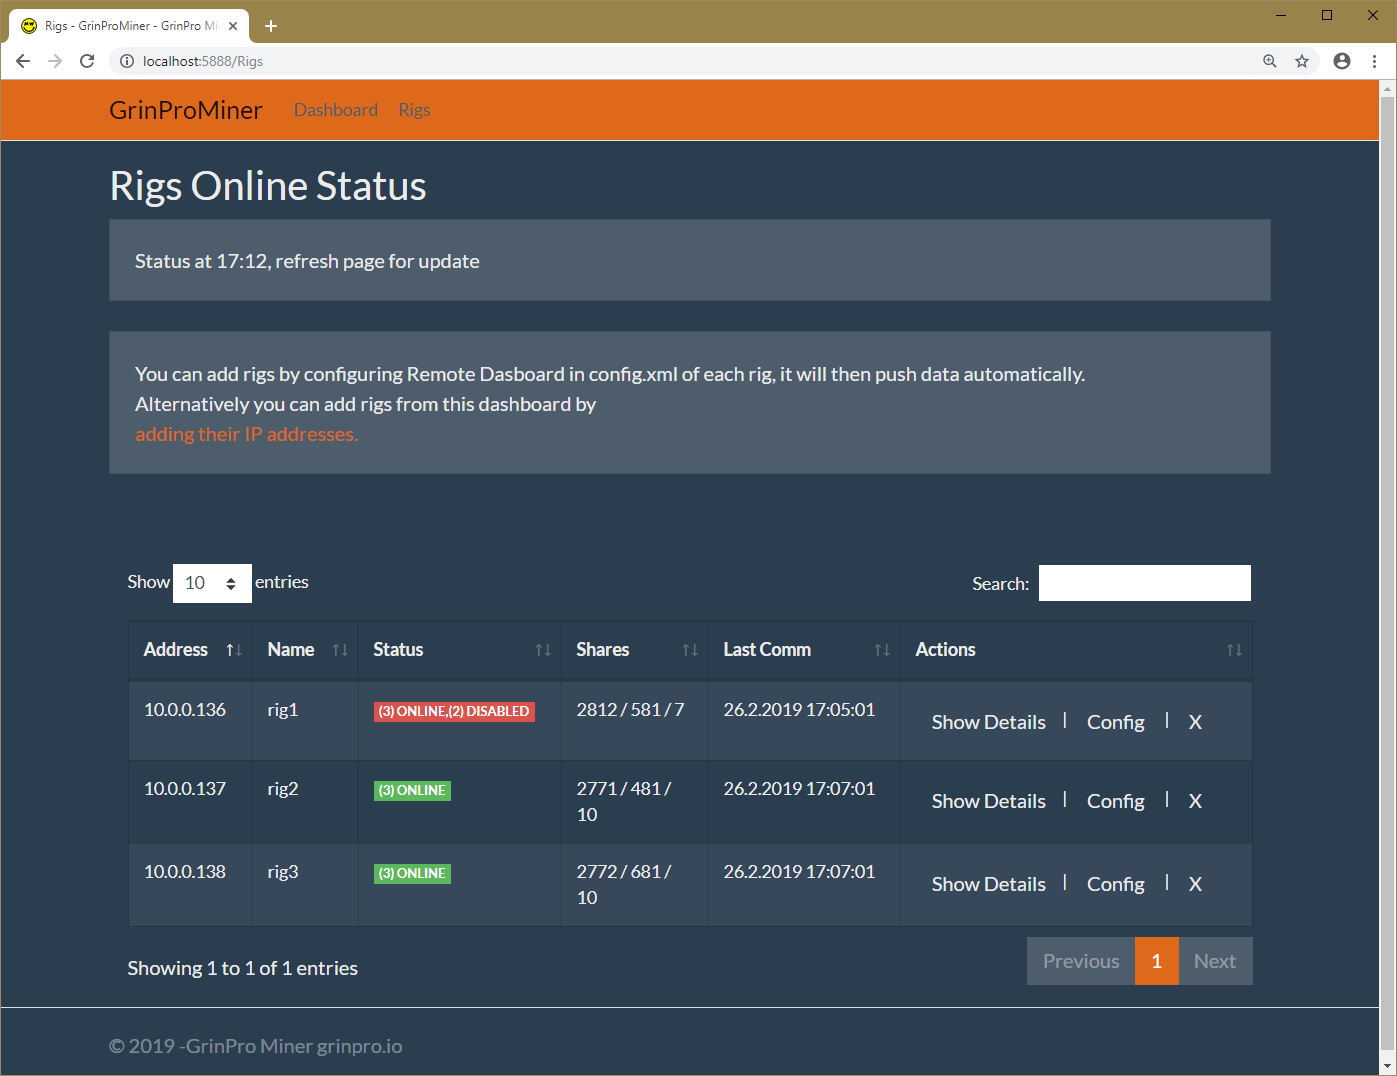 Rigs - GrinProMiner - GrinPro Mi
localhost:5888/Rigs
GrinProMiner Dashboard Rigs
Rigs Online Status
Status at 17:12, refresh page for update
You can add rigs by configuring Remote Dasboard in config.xml of each rig, it will then push data automatically.
Alternatively you can add rigs from this dashboard by
adding their IP addresses.
Show 10 entries Search:
Address Name Status Shares Last Comm Actions
10.0.0.136 rig1 (3) ONLINE,(2) DISABLED 2812 / 581 / 7 26.2.2019 17:05:01 Show Details | Config | X
10.0.0.137 rig2 (3) ONLINE 2771 / 481 / 26.2.2019 17:07:01 Show Details | Config | X
10
10.0.0.138 rig3 (3) ONLINE 2772 / 681 / 26.2.2019 17:07:01 Show Details | Config | X
10
Showing 1 to 1 of 1 entries Previous 1 Next
© 2019 -GrinPro Miner grinpro.io